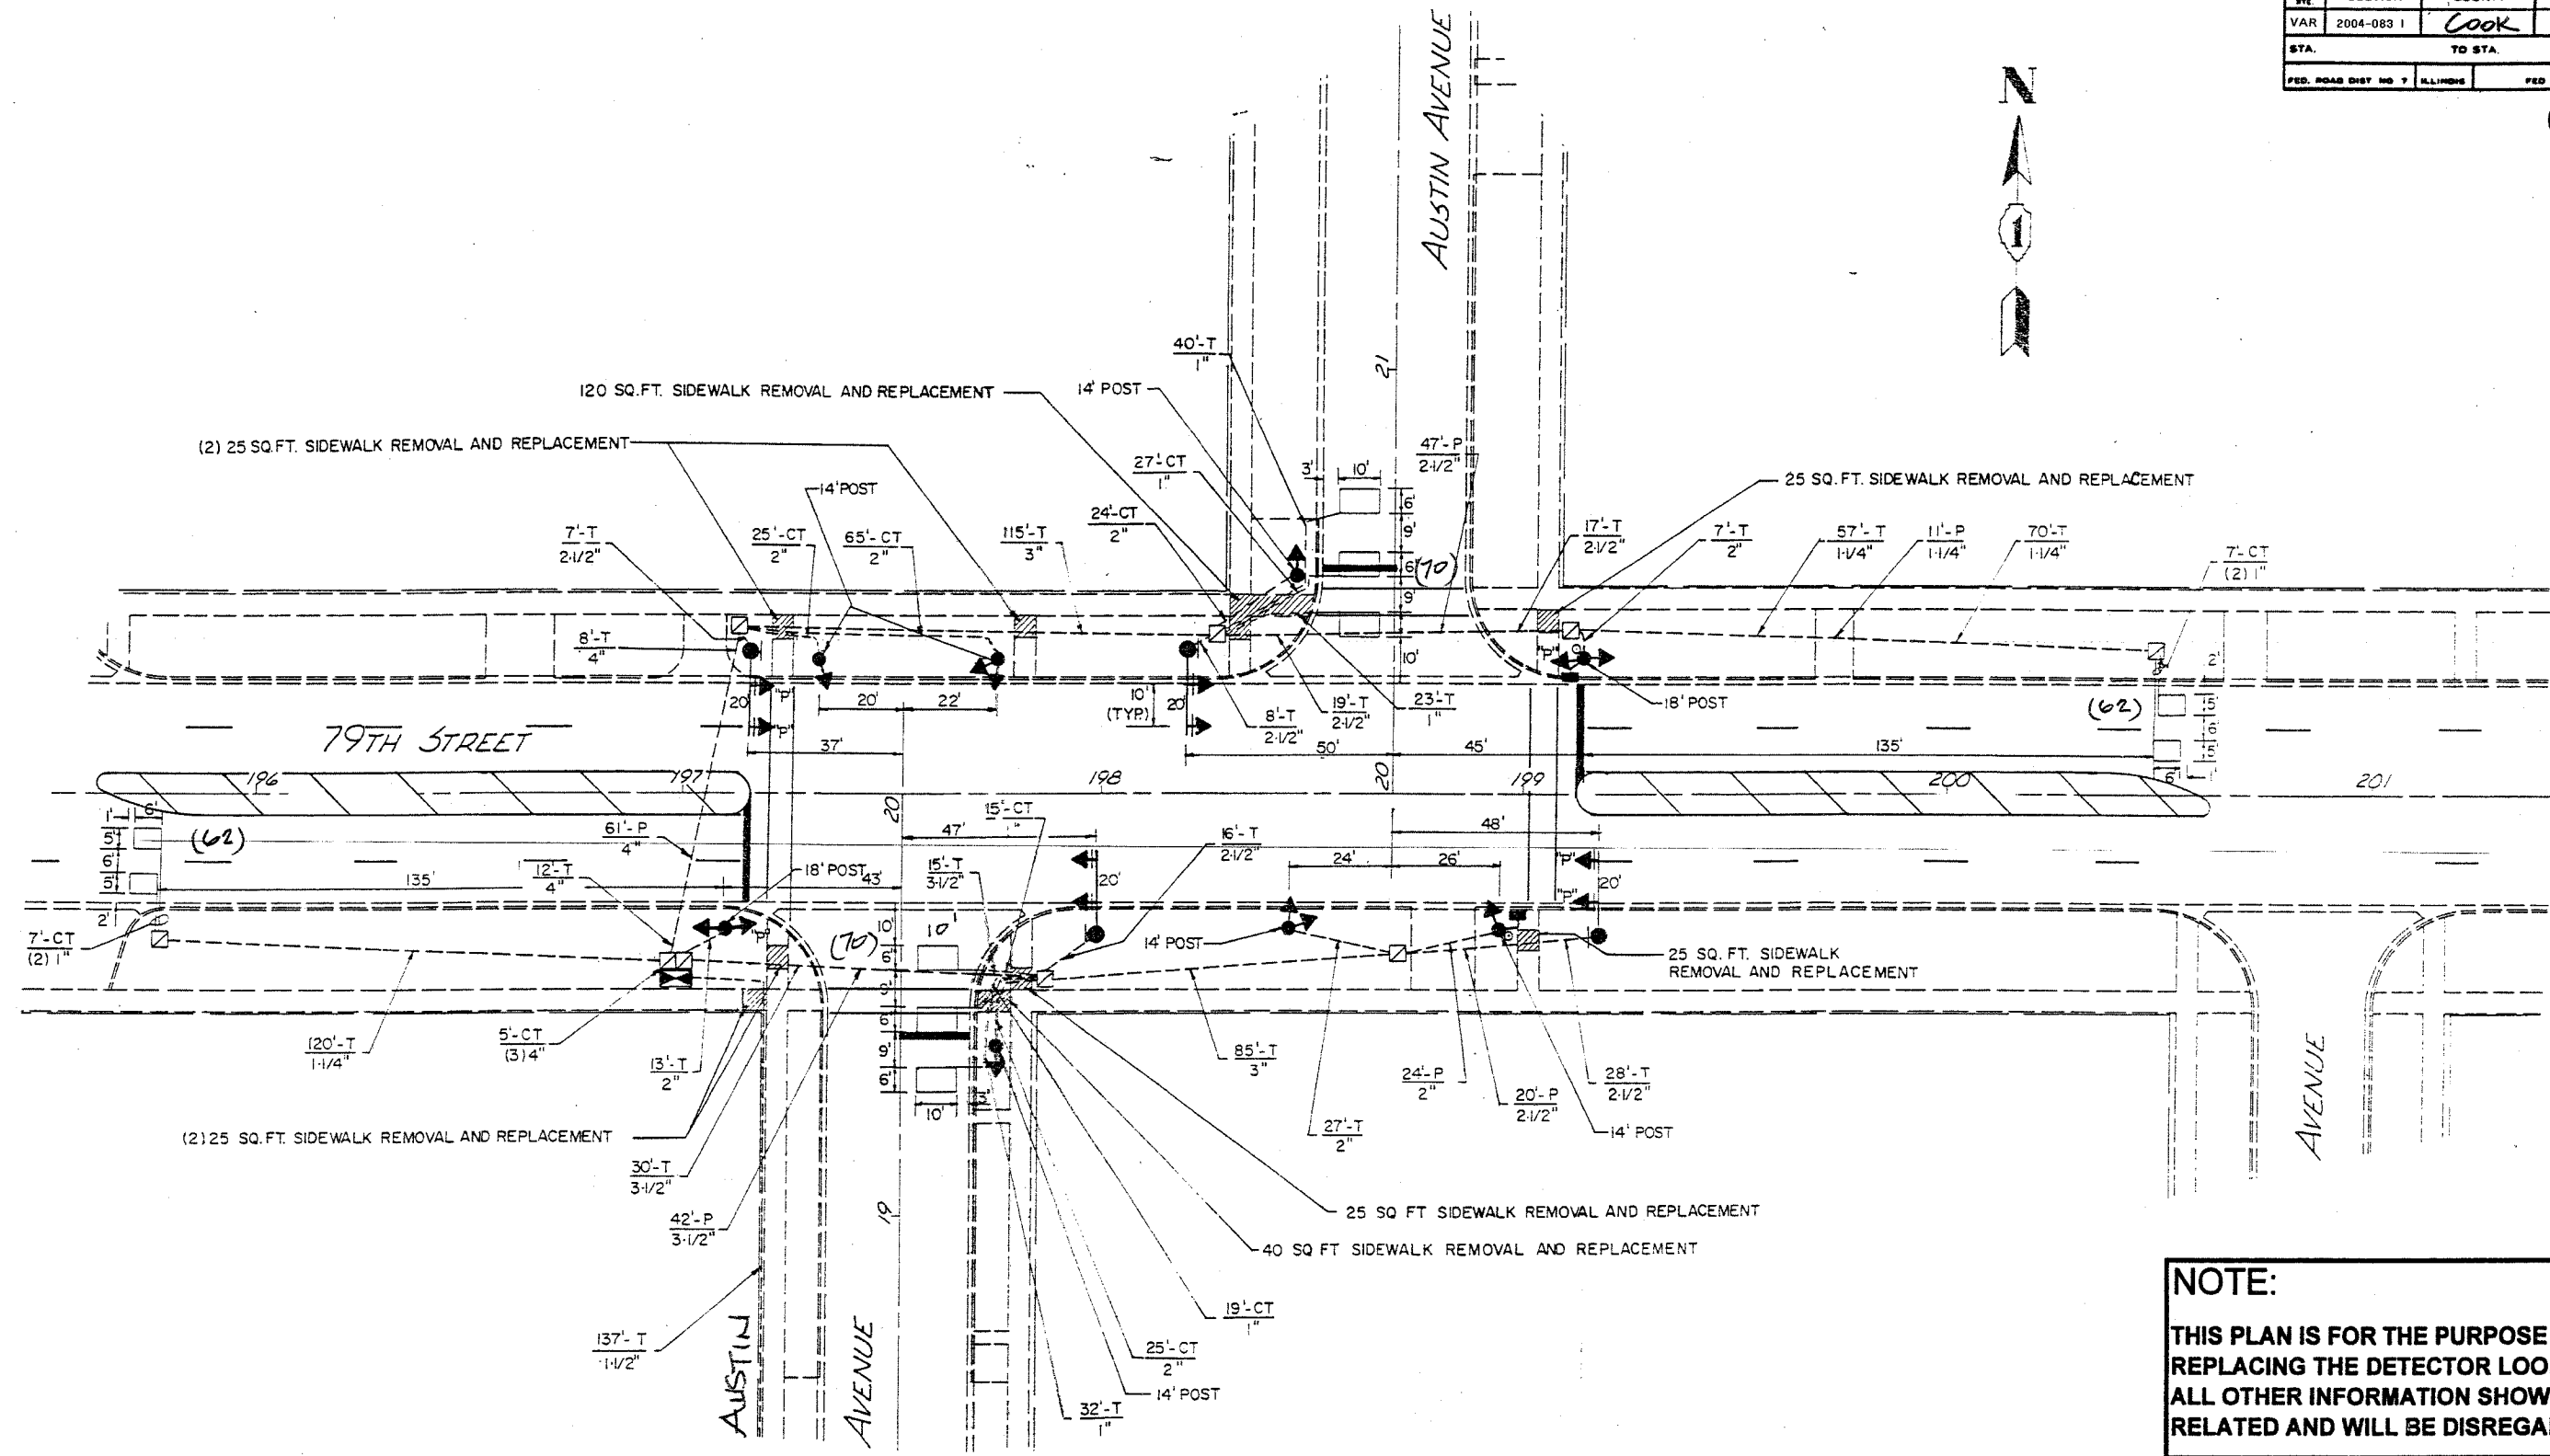 VAR 2004-083 I COOK
STA. TO STA.
FED. ROAD DIST NO 7 ILLINOIS FED
N
1
AUSTIN AVENUE
21
40'-T
1"
120 SQ.FT. SIDEWALK REMOVAL AND REPLACEMENT
14' POST
(2) 25 SQ.FT. SIDEWALK REMOVAL AND REPLACEMENT
27'-CT
1"
47'-P
2-1/2"
3' 10'
25 SQ.FT. SIDEWALK REMOVAL AND REPLACEMENT
14' POST
7'-T
2-1/2"
25'-CT
2"
65'-CT
2"
115'-T
3"
24'-CT
2"
6'
9'
6'
9'
10'
(70)
17'-T
2-1/2"
7'-T
2"
57'-T
1-1/4"
11'-P
1-1/4"
70'-T
1-1/4"
7'-CT
(2) 1"
8'-T
4"
20' "P"
"P"
20' 22'
10'
(TYP.)
20'
8'-T
2-1/2"
19'-T
2-1/2"
23'-T
1"
"P"
18' POST
(62)
2'
5'
6'
5'
6' 1'
79TH STREET
37'
50' 45' 135'
196 197 198 199 200 201
20 20
1' 6'
5'
6'
5'
2'
(62)
61'-P
4"
47'
15'-CT
1"
16'-T
2-1/2"
48'
24' 26'
"P"
"P"
20'
12'-T
4"
18' POST
135' 43'
15'-T
3-1/2"
20'
7'-CT
(2) 1"
"P"
(70)
10'
10'
6'
9'
6'
9'
6'
14' POST
25 SQ. FT. SIDEWALK
REMOVAL AND REPLACEMENT
120'-T
1-1/4"
5'-CT
(3) 4"
13'-T
2"
10' 3'
85'-T
3"
24'-P
2"
20'-P
2-1/2"
28'-T
2-1/2"
27'-T
2"
14' POST
(2) 25 SQ.FT. SIDEWALK REMOVAL AND REPLACEMENT
30'-T
3-1/2"
42'-P
3-1/2"
19
25 SQ FT SIDEWALK REMOVAL AND REPLACEMENT
40 SQ FT SIDEWALK REMOVAL AND REPLACEMENT
19'-CT
1"
137'-T
1-1/2"
25'-CT
2"
14' POST
32'-T
1"
AUSTIN
AVENUE
AVENUE
NOTE:
THIS PLAN IS FOR THE PURPOSE
REPLACING THE DETECTOR LOO
ALL OTHER INFORMATION SHOW
RELATED AND WILL BE DISREGA